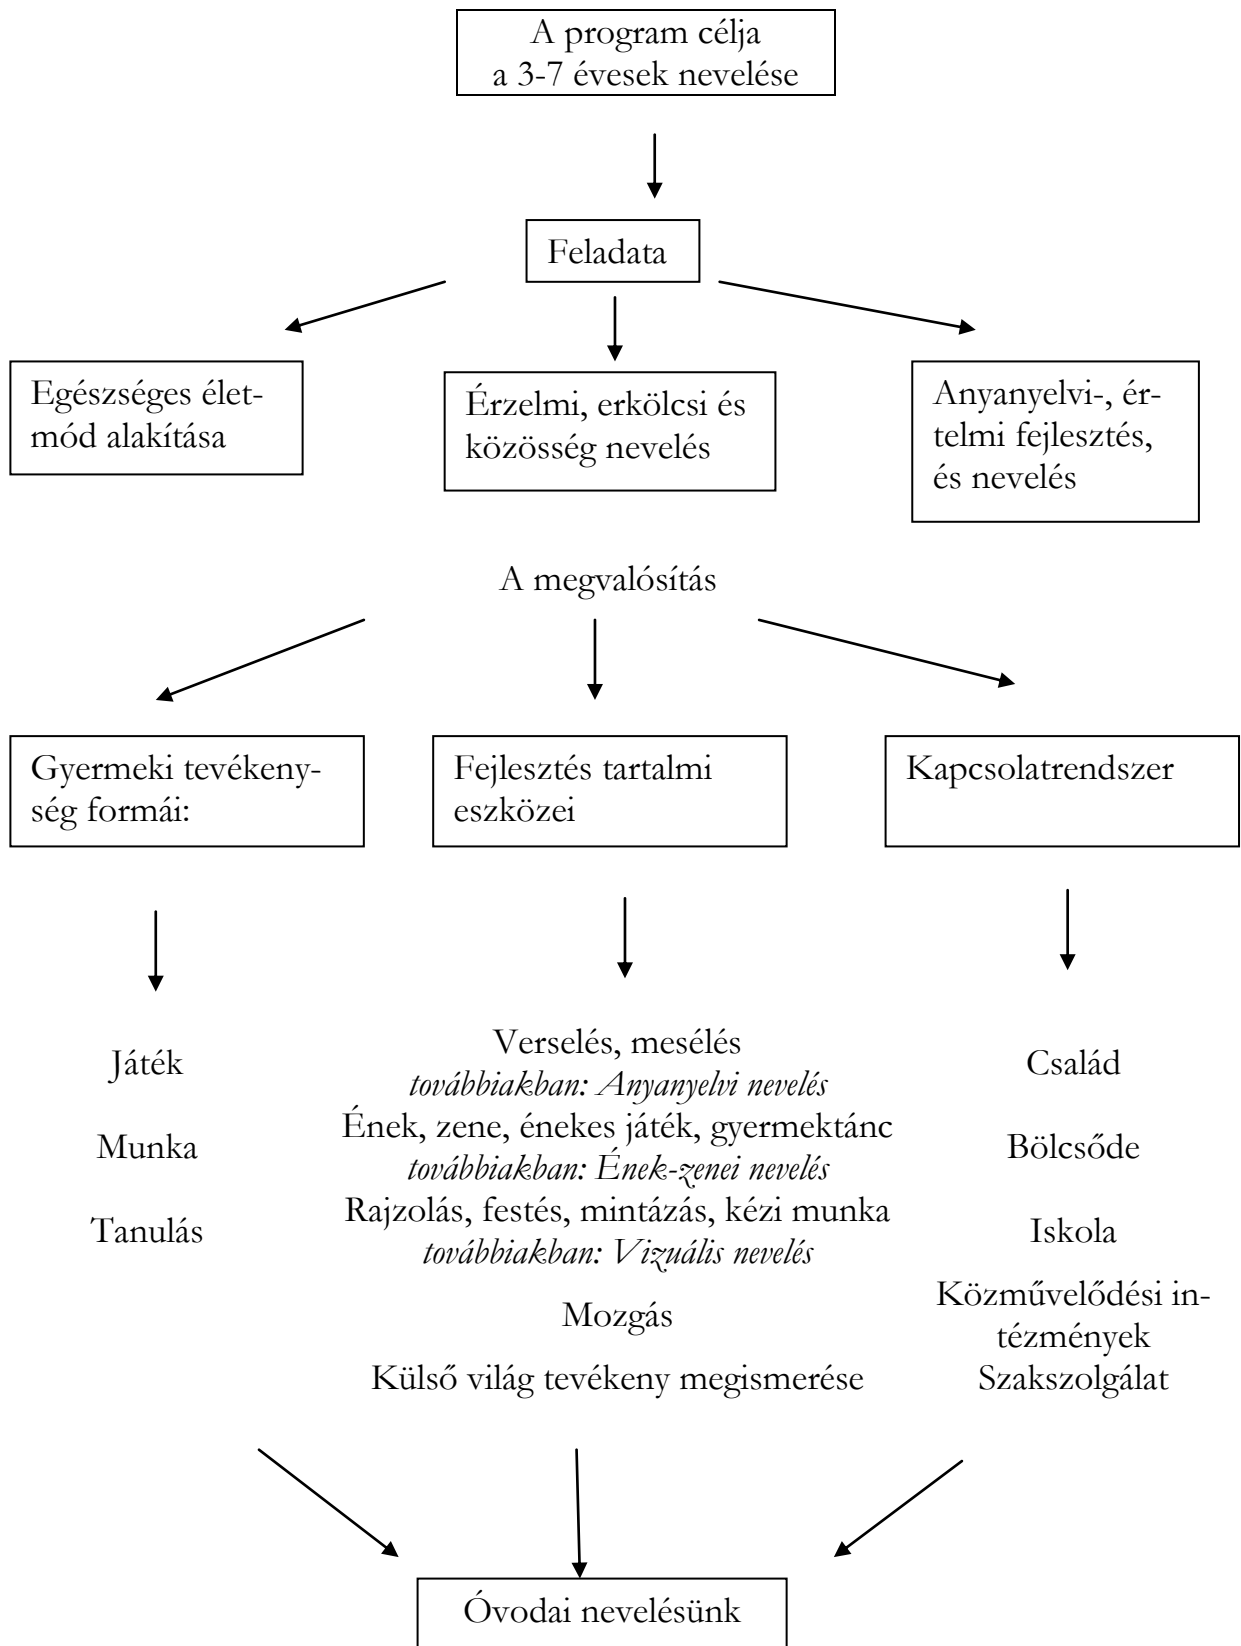 A program célja
a 3-7 évesek nevelése
Feladata
Egészséges élet-
mód alakítása
Érzelmi, erkölcsi és
közösség nevelés
Anyanyelvi-, ér-
telmi fejlesztés,
és nevelés
A megvalósítás
Gyermeki tevékeny-
ség formái:
Fejlesztés tartalmi
eszközei
Kapcsolatrendszer
Játék
Munka
Tanulás
Verselés, mesélés
továbbiakban: Anyanyelvi nevelés
Ének, zene, énekes játék, gyermektánc
továbbiakban: Ének-zenei nevelés
Rajzolás, festés, mintázás, kézi munka
továbbiakban: Vizuális nevelés
Mozgás
Külső világ tevékeny megismerése
Család
Bölcsőde
Iskola
Közművelődési in-
tézmények
Szakszolgálat
Óvodai nevelésünk